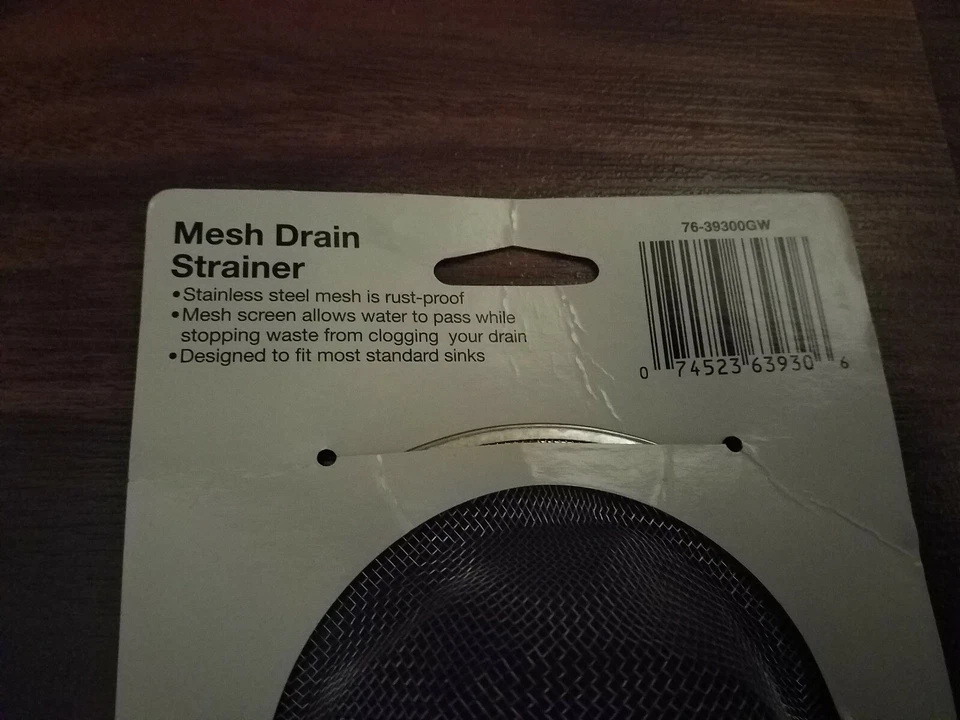 Mesh Drain
Strainer
•Stainless steel mesh is rust-proof
•Mesh screen allows water to pass while
stopping waste from clogging your drain
•Designed to fit most standard sinks
76-39300GW
0 74523 63930 6